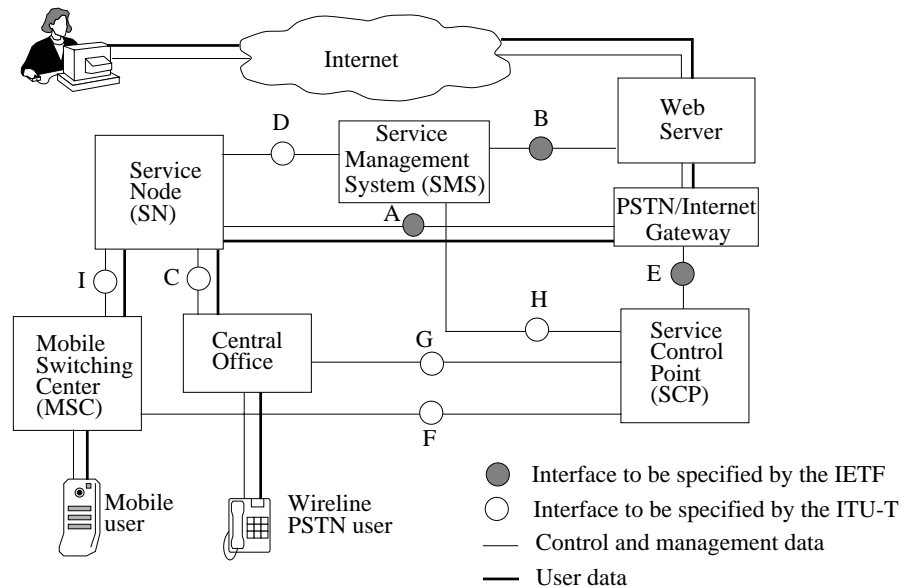 Internet
Web
Server
D
Service
Management
System (SMS)
B
Service
Node
(SN)
A
PSTN/Internet
Gateway
I
C
E
H
Mobile
Switching
Center
(MSC)
Central
Office
G
Service
Control
Point
(SCP)
F
Mobile
user
Wireline
PSTN user
Interface to be specified by the IETF
Interface to be specified by the ITU-T
Control and management data
User data